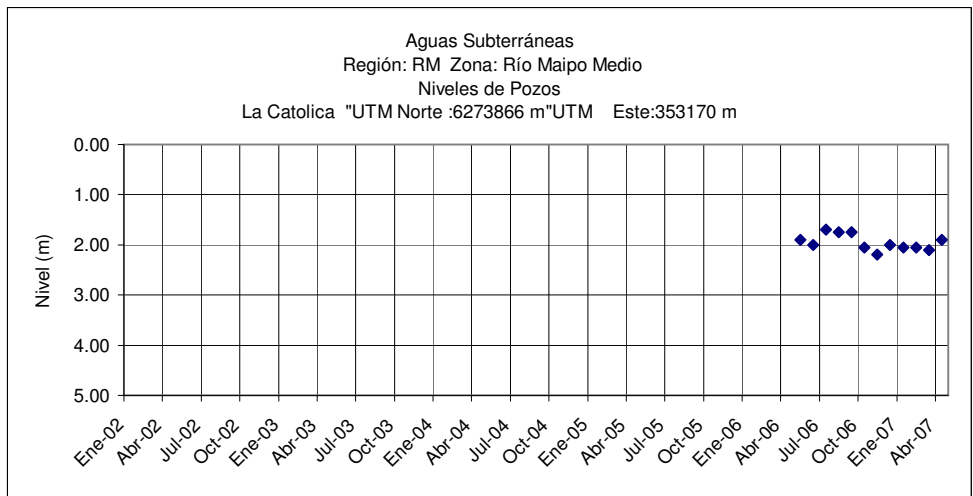 Aguas Subterráneas
Región: RM Zona: Río Maipo Medio
Niveles de Pozos
La Catolica "UTM Norte :6273866 m"UTM Este:353170 m
Nivel (m)
0.00
1.00
2.00
3.00
4.00
5.00
Ene-02
Abr-02
Jul-02
Oct-02
Ene-03
Abr-03
Jul-03
Oct-03
Ene-04
Abr-04
Jul-04
Oct-04
Ene-05
Abr-05
Jul-05
Oct-05
Ene-06
Abr-06
Jul-06
Oct-06
Ene-07
Abr-07